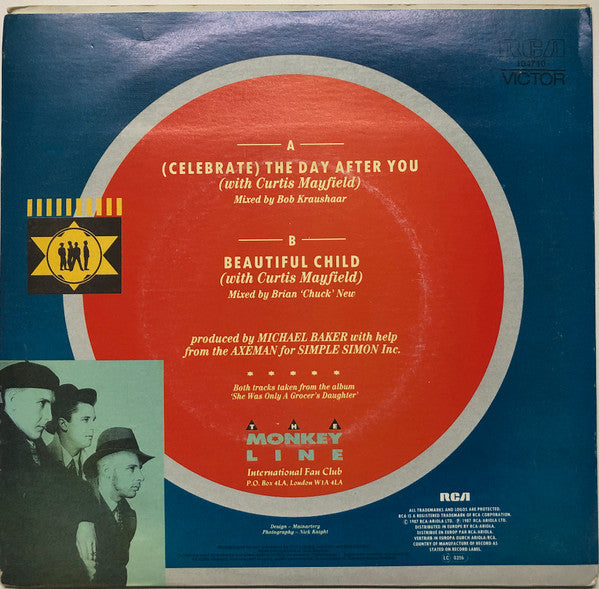 RCA
104710
VICTOR
A
(CELEBRATE) THE DAY AFTER YOU
(with Curtis Mayfield)
Mixed by Bob Kraushaar
B
BEAUTIFUL CHILD
(with Curtis Mayfield)
Mixed by Brian ‘Chuck’ New
produced by MICHAEL BAKER with help
from the AXEMAN for SIMPLE SIMON Inc.
* * * * *
Both tracks taken from the album
‘She Was Only A Grocer's Daughter’
THE
MONKEY
LINE
International Fan Club
P.O. Box 4LA, London W1A 4LA
Design – Mainartery
Photography – Nick Knight
RCA
ALL TRADEMARKS AND LOGOS ARE PROTECTED.
RCA IS A REGISTERED TRADEMARK OF RCA CORPORATION.
© 1987 RCA-ARIOLA LTD. ℗ 1987 RCA-ARIOLA LTD.
DISTRIBUTED IN EUROPE BY RCA-ARIOLA.
DISTRIBUÉ EN EUROPE PAR RCA-ARIOLA.
VERTRIEB IN EUROPA DURCH ARIOLA/RCA.
COUNTRY OF MANUFACTURE OF RECORD AS
STATED ON RECORD LABEL.
LC 0316